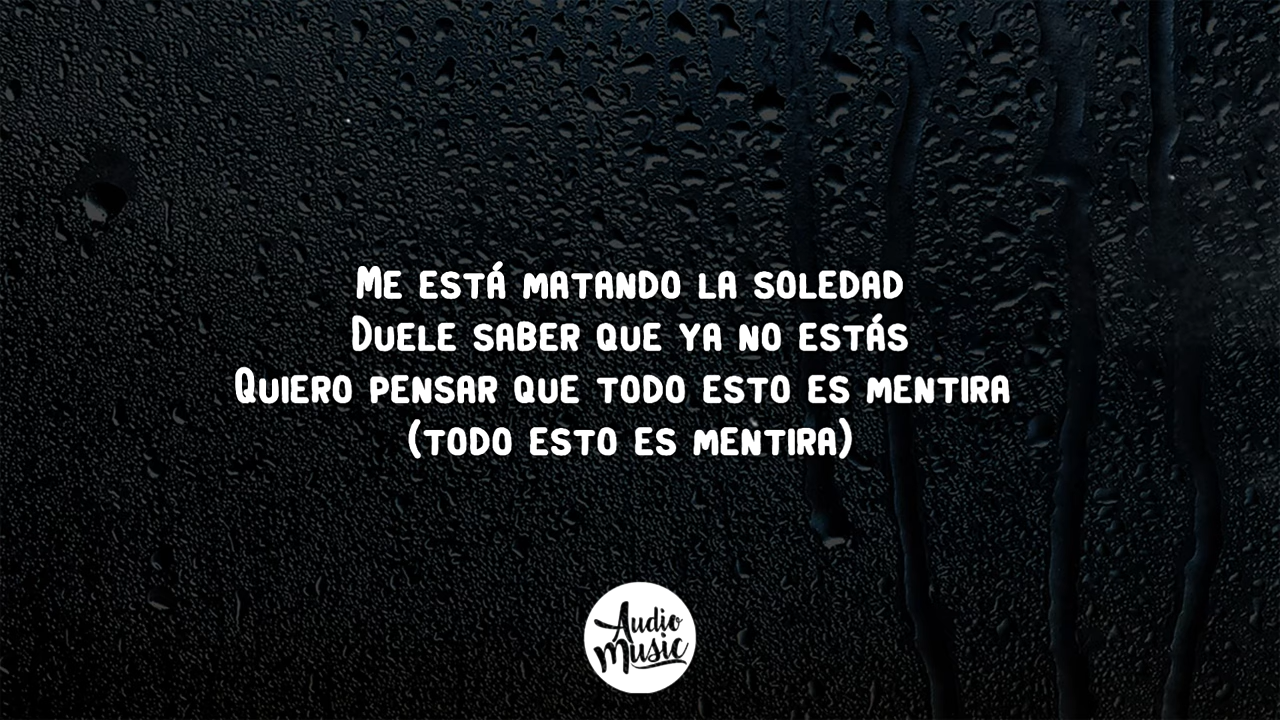 Me está matando la soledad
Duele saber que ya no estás
Quiero pensar que todo esto es mentira
(todo esto es mentira)
Audio
Music